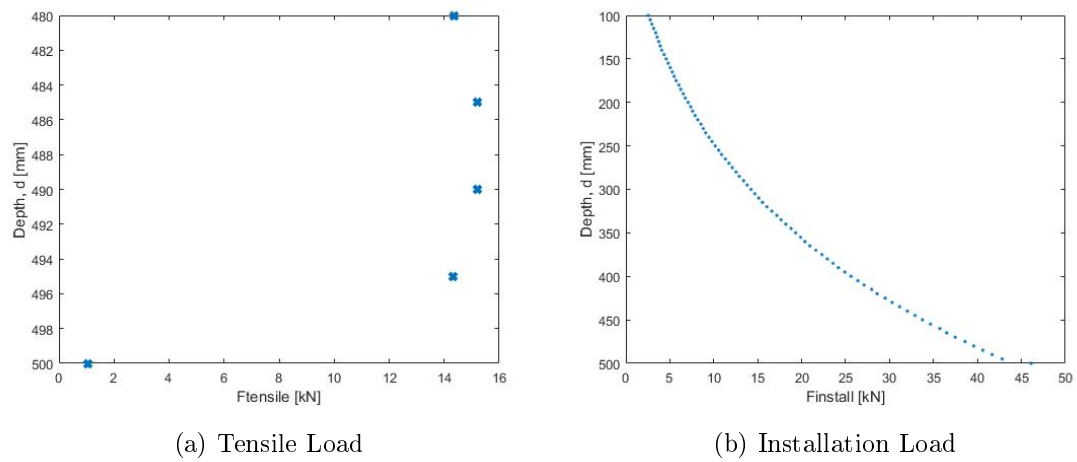 480
482
484
486
488
490
492
494
496
498
500
Depth, d [mm]
0 2 4 6 8 10 12 14 16
Ftensile [kN]
(a) Tensile Load
100
150
200
250
300
350
400
450
500
Depth, d [mm]
0 5 10 15 20 25 30 35 40 45 50
Finstall [kN]
(b) Installation Load